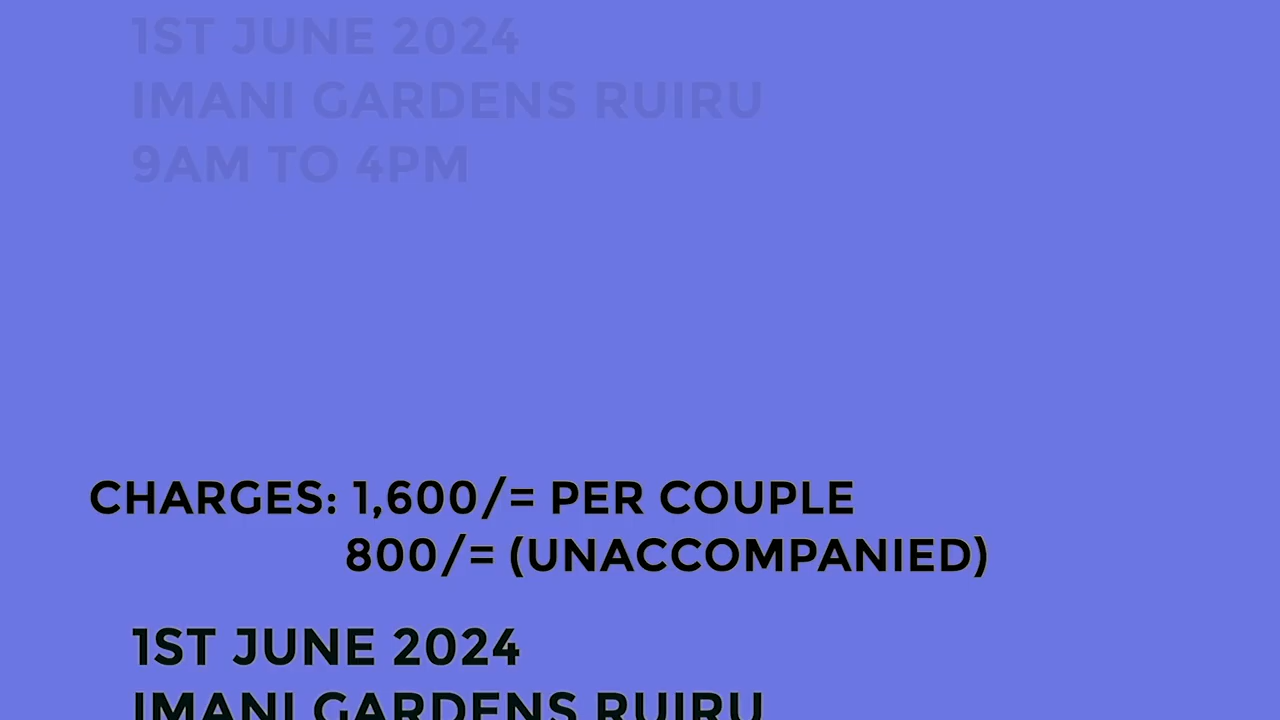 1ST JUNE 2024
IMANI GARDENS RUIRU
9AM TO 4PM
CHARGES: 1,600/= PER COUPLE
800/= (UNACCOMPANIED)
1ST JUNE 2024
IMANI GARDENS RUIRU